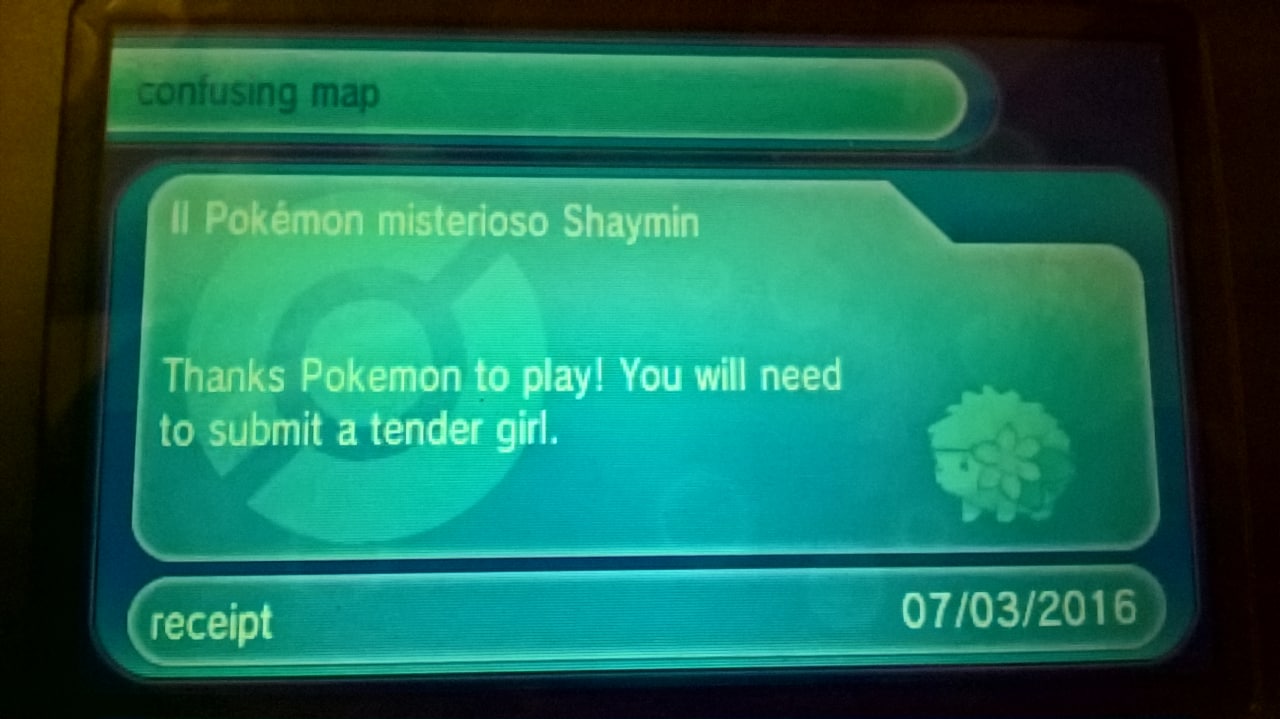 confusing map
Il Pokémon misterioso Shaymin
Thanks Pokemon to play! You will need
to submit a tender girl.
receipt
07/03/2016